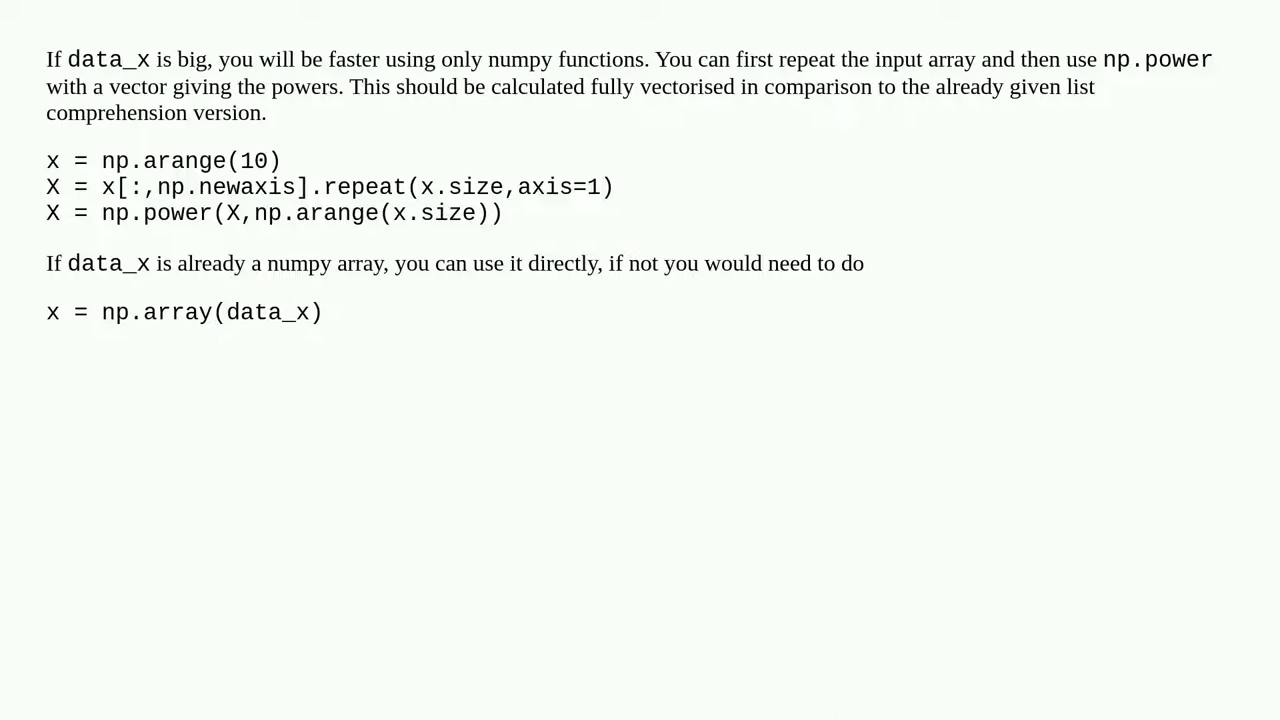 If data_x is big, you will be faster using only numpy functions. You can first repeat the input array and then use np.power
with a vector giving the powers. This should be calculated fully vectorised in comparison to the already given list
comprehension version.
x = np.arange(10)
X = x[:,np.newaxis].repeat(x.size,axis=1)
X = np.power(X,np.arange(x.size))
If data_x is already a numpy array, you can use it directly, if not you would need to do
x = np.array(data_x)